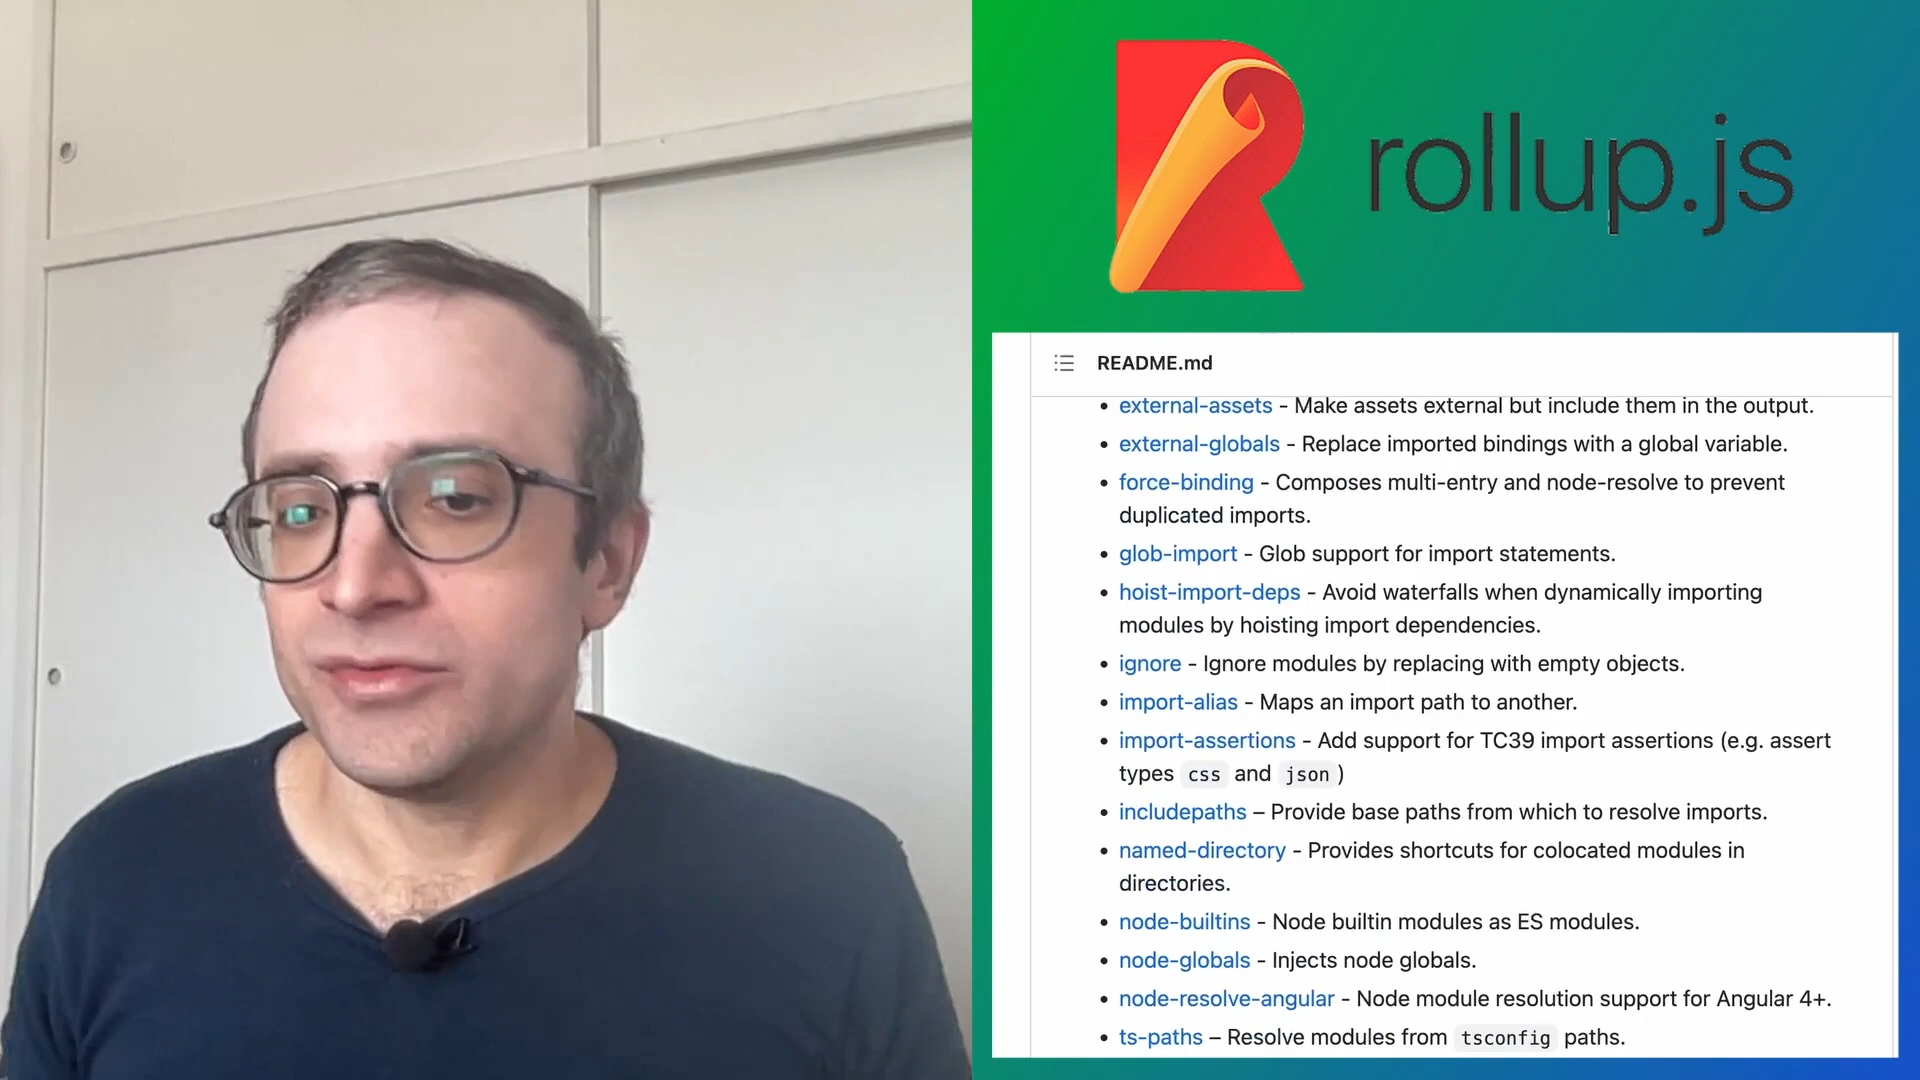 rollup.js
README.md
external-assets - Make assets external but include them in the output.
external-globals - Replace imported bindings with a global variable.
force-binding - Composes multi-entry and node-resolve to prevent
duplicated imports.
glob-import - Glob support for import statements.
hoist-import-deps - Avoid waterfalls when dynamically importing
modules by hoisting import dependencies.
ignore - Ignore modules by replacing with empty objects.
import-alias - Maps an import path to another.
import-assertions - Add support for TC39 import assertions (e.g. assert
types css and json)
includepaths – Provide base paths from which to resolve imports.
named-directory - Provides shortcuts for colocated modules in
directories.
node-builtins - Node builtin modules as ES modules.
node-globals - Injects node globals.
node-resolve-angular - Node module resolution support for Angular 4+.
ts-paths – Resolve modules from tsconfig paths.